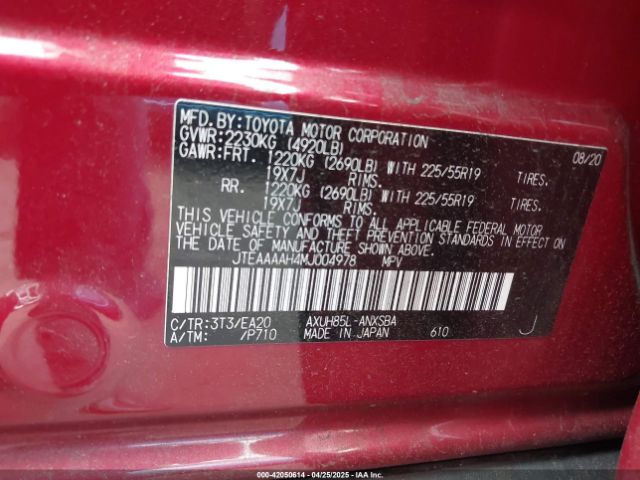 MFD. BY: TOYOTA MOTOR CORPORATION 08/20
GVWR: 2230KG (4920LB)
GAWR: FRT. 1220KG (2690LB) WITH 225/55R19 TIRES.
19X7J RIMS.
RR. 1220KG (2690LB) WITH 225/55R19 TIRES.
19X7J RIMS.
THIS VEHICLE CONFORMS TO ALL APPLICABLE FEDERAL MOTOR
VEHICLE SAFETY AND THEFT PREVENTION STANDARDS IN EFFECT ON
THE DATE OF MANUFACTURE SHOWN ABOVE.
JTEAAAAH4MJ004978 MPV
C/TR: 3T3/EA20 AXUH85L-ANXSBA J
A/TM: /P710 MADE IN JAPAN 610
000-42050614 - 04/25/2025 - IAAI.COM